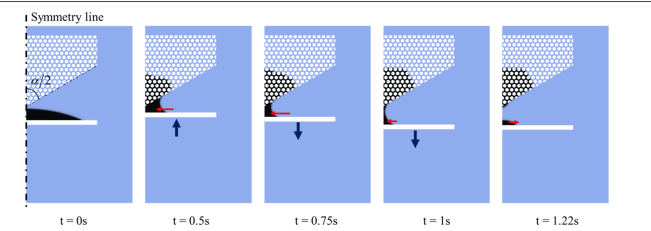 Symmetry line
α/2
t = 0s
t = 0.5s
t = 0.75s
t = 1s
t = 1.22s